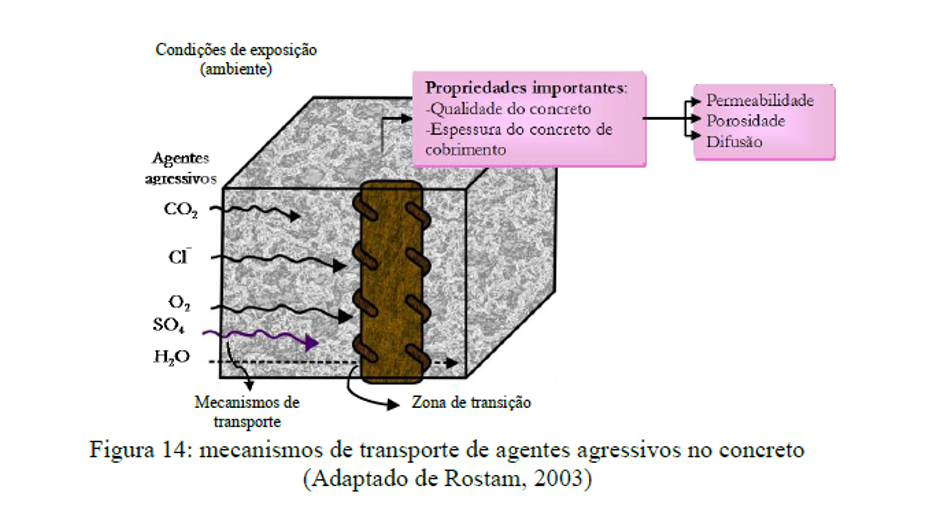 Condições de exposição
(ambiente)
Propriedades importantes:
-Qualidade do concreto
-Espessura do concreto de
cobrimento
Permeabilidade
Porosidade
Difusão
Agentes
agressivos
CO₂
Cl⁻
O₂
SO₄
H₂O
Mecanismos de
transporte
Zona de transição
Figura 14: mecanismos de transporte de agentes agressivos no concreto
(Adaptado de Rostam, 2003)